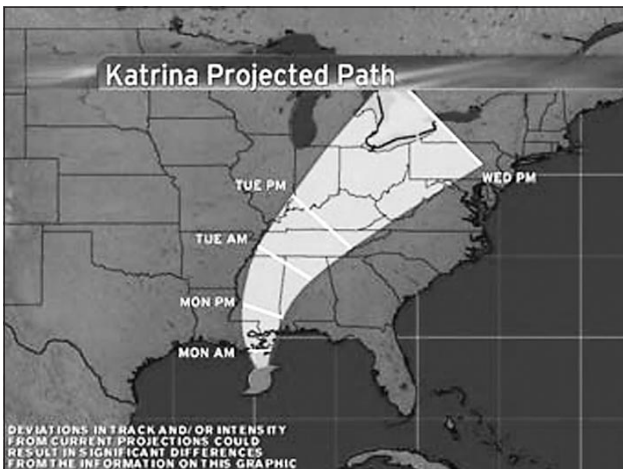 Katrina Projected Path
WED PM
TUE PM
TUE AM
MON PM
MON AM
DEVIATIONS IN TRACK AND/OR INTENSITY
FROM CURRENT PROJECTIONS COULD
RESULT IN SIGNIFICANT DIFFERENCES
FROM THE INFORMATION ON THIS GRAPHIC